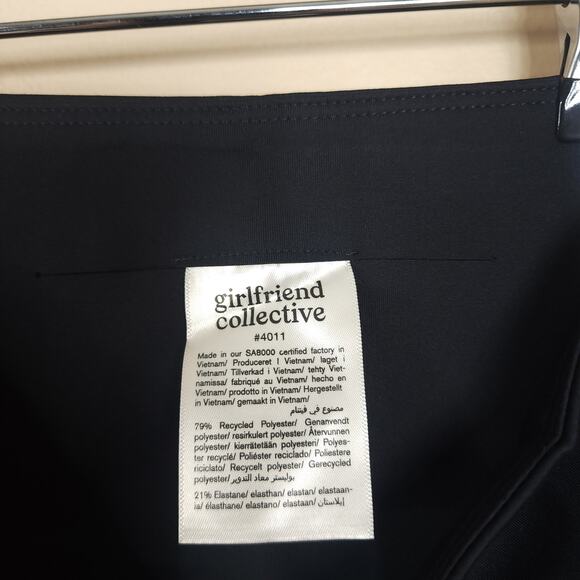 girlfriend
collective
#4011
Made in our SA8000 certified factory in
Vietnam/ Produceret I Vietnam/ laget i
Vietnam/ Tillverkad i Vietnam/ tehty Viet-
namissa/ fabriqué au Vietnam/ hecho en
Vietnam/ prodotto in Vietnam/ Hergestellt
in Vietnam/ gemaakt in Vietnam/
مصنوع في فيتنام
79% Recycled Polyester/ Genanvendt
polyester/ resirkulert polyester/ Återvunnen
polyester/ kierrätetään polyesteri/ Polyes-
ter recyclé/ Poliéster reciclado/ Poliestere
riciclato/ Recycelt polyester/ Gerecycled
polyester/ بوليستر معاد التدوير
21% Elastane/ elasthan/ elastan/ elastaan-
ia/ élasthane/ elastano/ elastaan/ إيلاستان/